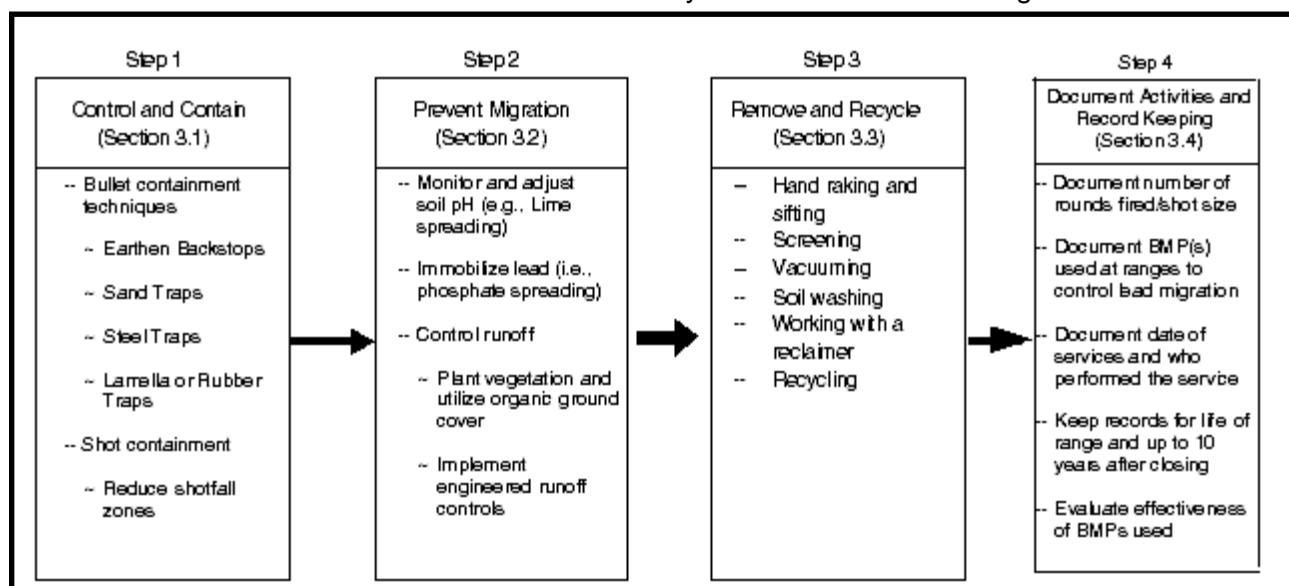 Step 1
Control and Contain
(Section 3.1)
-- Bullet containment
techniques
~ Earthen Backstops
~ Sand Traps
~ Steel Traps
~ Lamella or Rubber
Traps
-- Shot containment
~ Reduce shotfall
zones
Step 2
Prevent Migration
(Section 3.2)
-- Monitor and adjust
soil pH (e.g., Lime
spreading)
-- Immobilize lead (i.e.,
phosphate spreading)
-- Control runoff
~ Plant vegetation and
utilize organic ground
cover
~ Implement
engineered runoff
controls
Step 3
Remove and Recycle
(Section 3.3)
-- Hand raking and
sifting
-- Screening
-- Vacuuming
-- Soil washing
-- Working with a
reclaimer
-- Recycling
Step 4
Document Activities and
Record Keeping
(Section 3.4)
-- Document number of
rounds fired/shot size
-- Document BMP(s)
used at ranges to
control lead migration
-- Document date of
services and who
performed the service
-- Keep records for life of
range and up to 10
years after closing
-- Evaluate effectiveness
of BMPs used